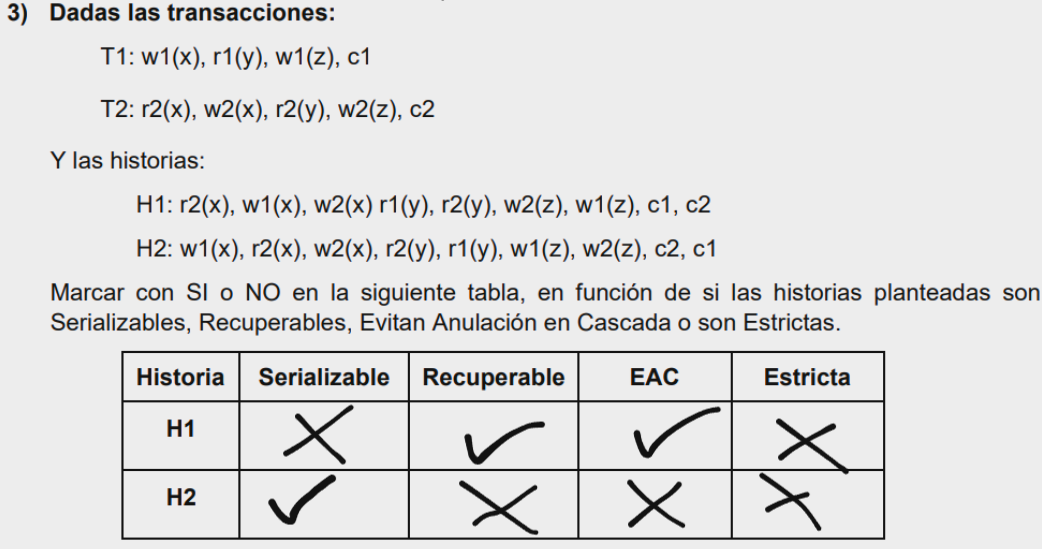 3) Dadas las transacciones:
T1: w1(x), r1(y), w1(z), c1
T2: r2(x), w2(x), r2(y), w2(z), c2
Y las historias:
H1: r2(x), w1(x), w2(x) r1(y), r2(y), w2(z), w1(z), c1, c2
H2: w1(x), r2(x), w2(x), r2(y), r1(y), w1(z), w2(z), c2, c1
Marcar con SI o NO en la siguiente tabla, en función de si las historias planteadas son
Serializables, Recuperables, Evitan Anulación en Cascada o son Estrictas.
Historia Serializable Recuperable EAC Estricta
H1 ✗ ✓ ✓ ✗
H2 ✓ ✗ ✗ ✗